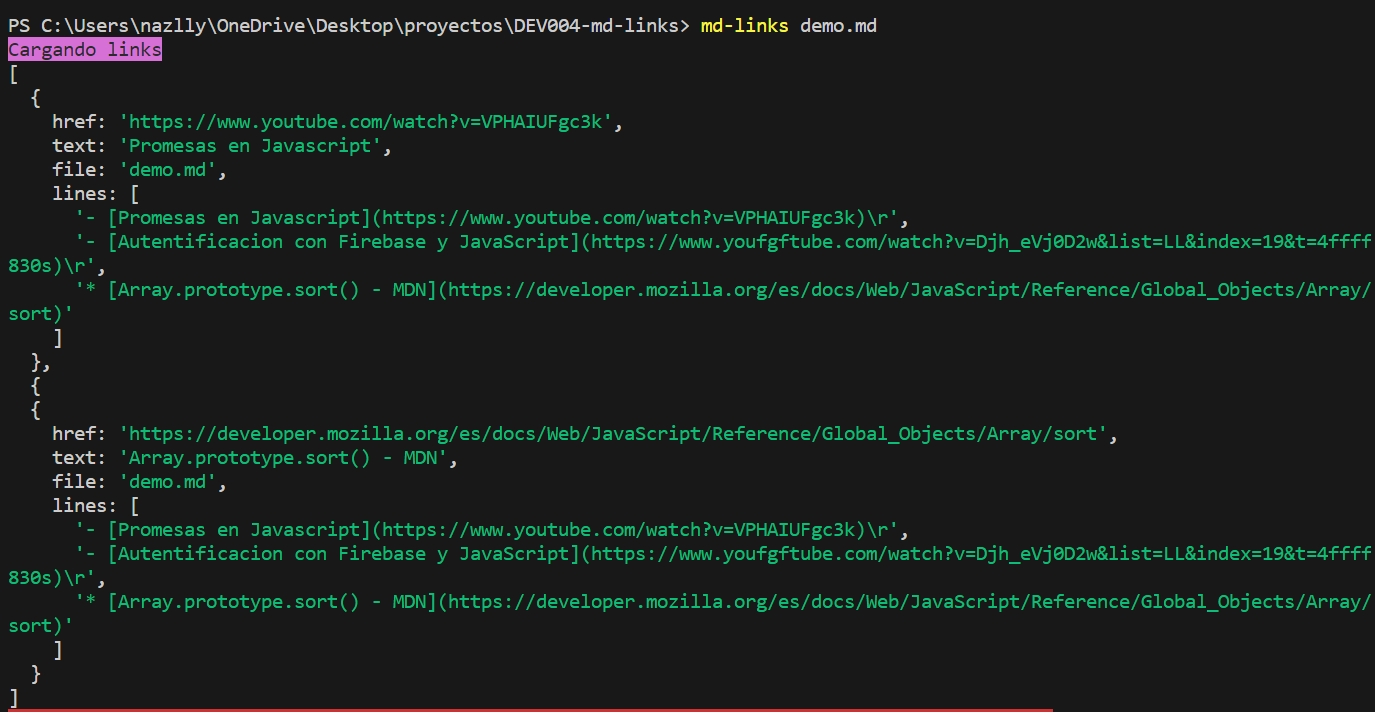 PS C:\Users\nazlly\OneDrive\Desktop\proyectos\DEV004-md-links> md-links demo.md
Cargando links
[
  {
    href: 'https://www.youtube.com/watch?v=VPHAIUFgc3k',
    text: 'Promesas en Javascript',
    file: 'demo.md',
    lines: [
      '- [Promesas en Javascript](https://www.youtube.com/watch?v=VPHAIUFgc3k)\r',
      '- [Autentificacion con Firebase y JavaScript](https://www.youfgftube.com/watch?v=Djh_eVj0D2w&list=LL&index=19&t=4ffff
830s)\r',
      '* [Array.prototype.sort() - MDN](https://developer.mozilla.org/es/docs/Web/JavaScript/Reference/Global_Objects/Array/
sort)'
    ]
  },
  {
  {
    href: 'https://developer.mozilla.org/es/docs/Web/JavaScript/Reference/Global_Objects/Array/sort',
    text: 'Array.prototype.sort() - MDN',
    file: 'demo.md',
    lines: [
      '- [Promesas en Javascript](https://www.youtube.com/watch?v=VPHAIUFgc3k)\r',
      '- [Autentificacion con Firebase y JavaScript](https://www.youfgftube.com/watch?v=Djh_eVj0D2w&list=LL&index=19&t=4ffff
830s)\r',
      '* [Array.prototype.sort() - MDN](https://developer.mozilla.org/es/docs/Web/JavaScript/Reference/Global_Objects/Array/
sort)'
    ]
  }
]